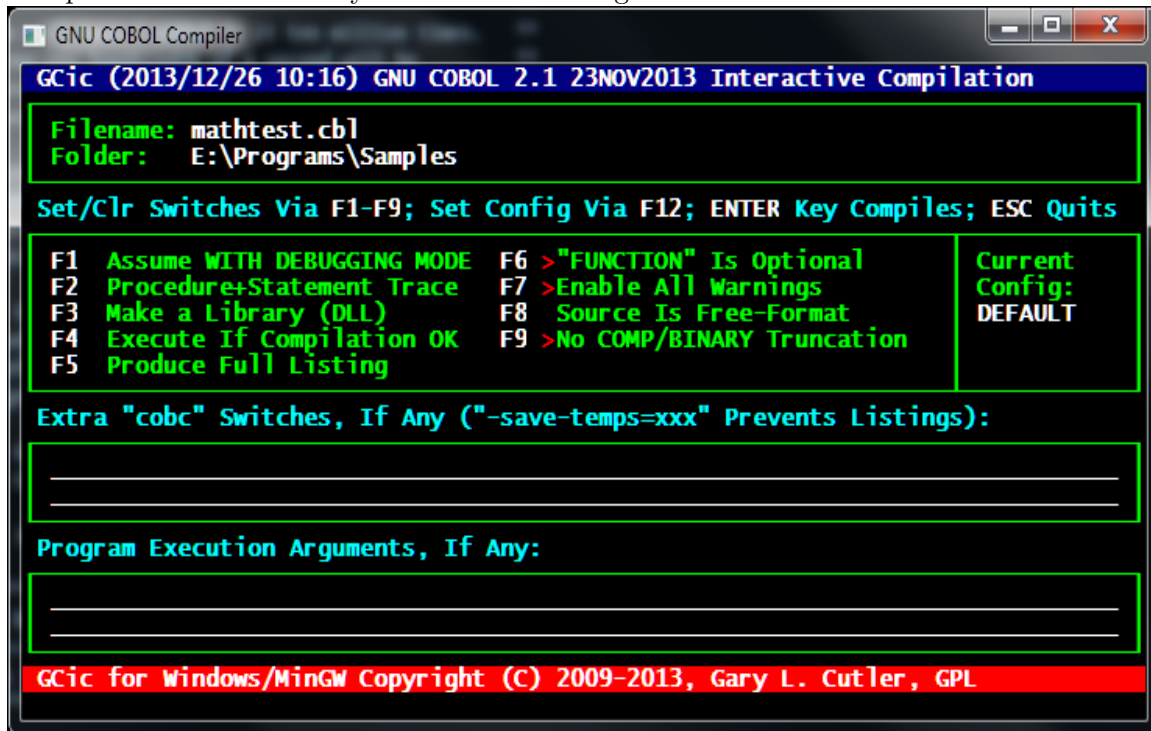 GNU COBOL Compiler
X
GCic (2013/12/26 10:16) GNU COBOL 2.1 23NOV2013 Interactive Compilation
Filename: mathtest.cbl
Folder: E:\Programs\Samples
Set/Clr Switches Via F1-F9; Set Config Via F12; ENTER Key Compiles; ESC Quits
F1 Assume WITH DEBUGGING MODE F6 >"FUNCTION" Is Optional Current
F2 Procedure+Statement Trace F7 >Enable All Warnings Config:
F3 Make a Library (DLL) F8 Source Is Free-Format DEFAULT
F4 Execute If Compilation OK F9 >No COMP/BINARY Truncation
F5 Produce Full Listing
Extra "cobc" Switches, If Any ("-save-temps=xxx" Prevents Listings):
Program Execution Arguments, If Any:
GCic for Windows/MinGW Copyright (C) 2009-2013, Gary L. Cutler, GPL